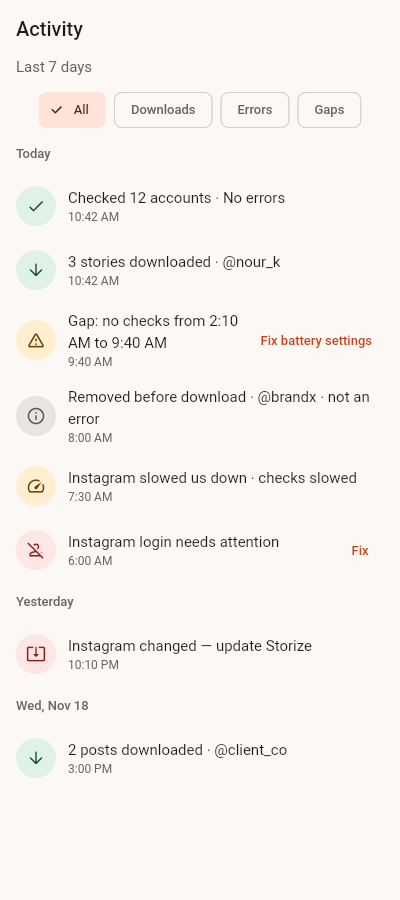 Activity
Last 7 days
All
Downloads
Errors
Gaps
Today
Checked 12 accounts · No errors
10:42 AM
3 stories downloaded · @nour_k
10:42 AM
Gap: no checks from 2:10
AM to 9:40 AM
9:40 AM
Fix battery settings
Removed before download · @brandx · not an
error
8:00 AM
Instagram slowed us down · checks slowed
7:30 AM
Instagram login needs attention
6:00 AM
Fix
Yesterday
Instagram changed — update Storize
10:10 PM
Wed, Nov 18
2 posts downloaded · @client_co
3:00 PM